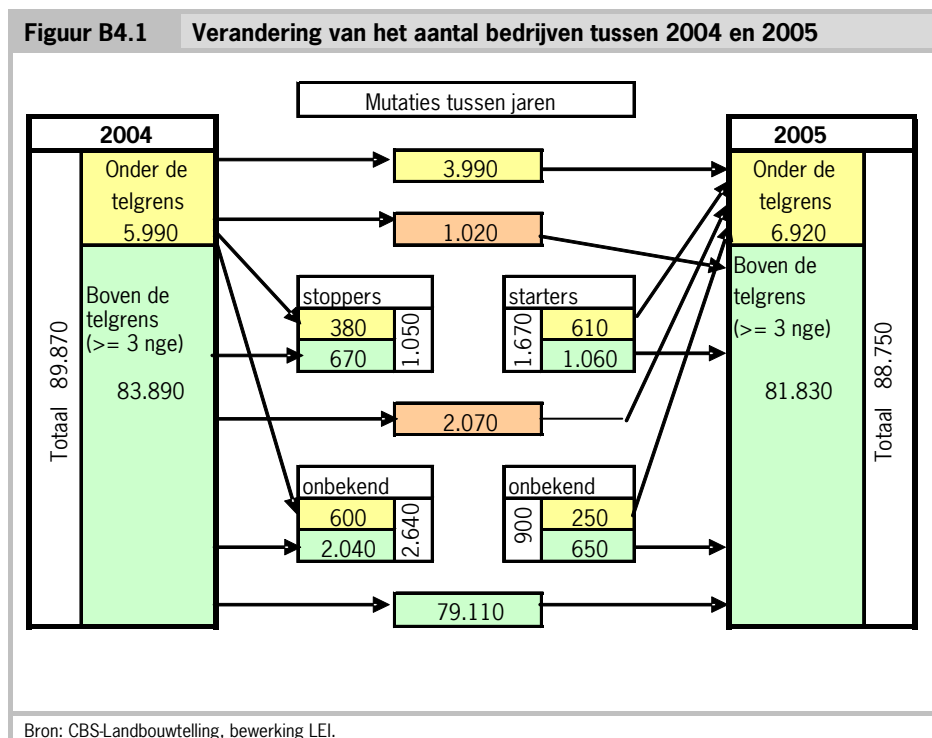 Figuur B4.1 Verandering van het aantal bedrijven tussen 2004 en 2005
Mutaties tussen jaren
2004
Totaal 89.870
Onder de
telgrens
5.990
Boven de
telgrens
(>= 3 nge)
83.890
3.990
1.020
stoppers
380
670
1.050
starters
1.670
610
1.060
2.070
onbekend
600
2.040
2.640
onbekend
900
250
650
79.110
2005
Onder de
telgrens
6.920
Boven de
telgrens
(>= 3 nge)
81.830
Totaal 88.750
Bron: CBS-Landbouwtelling, bewerking LEI.